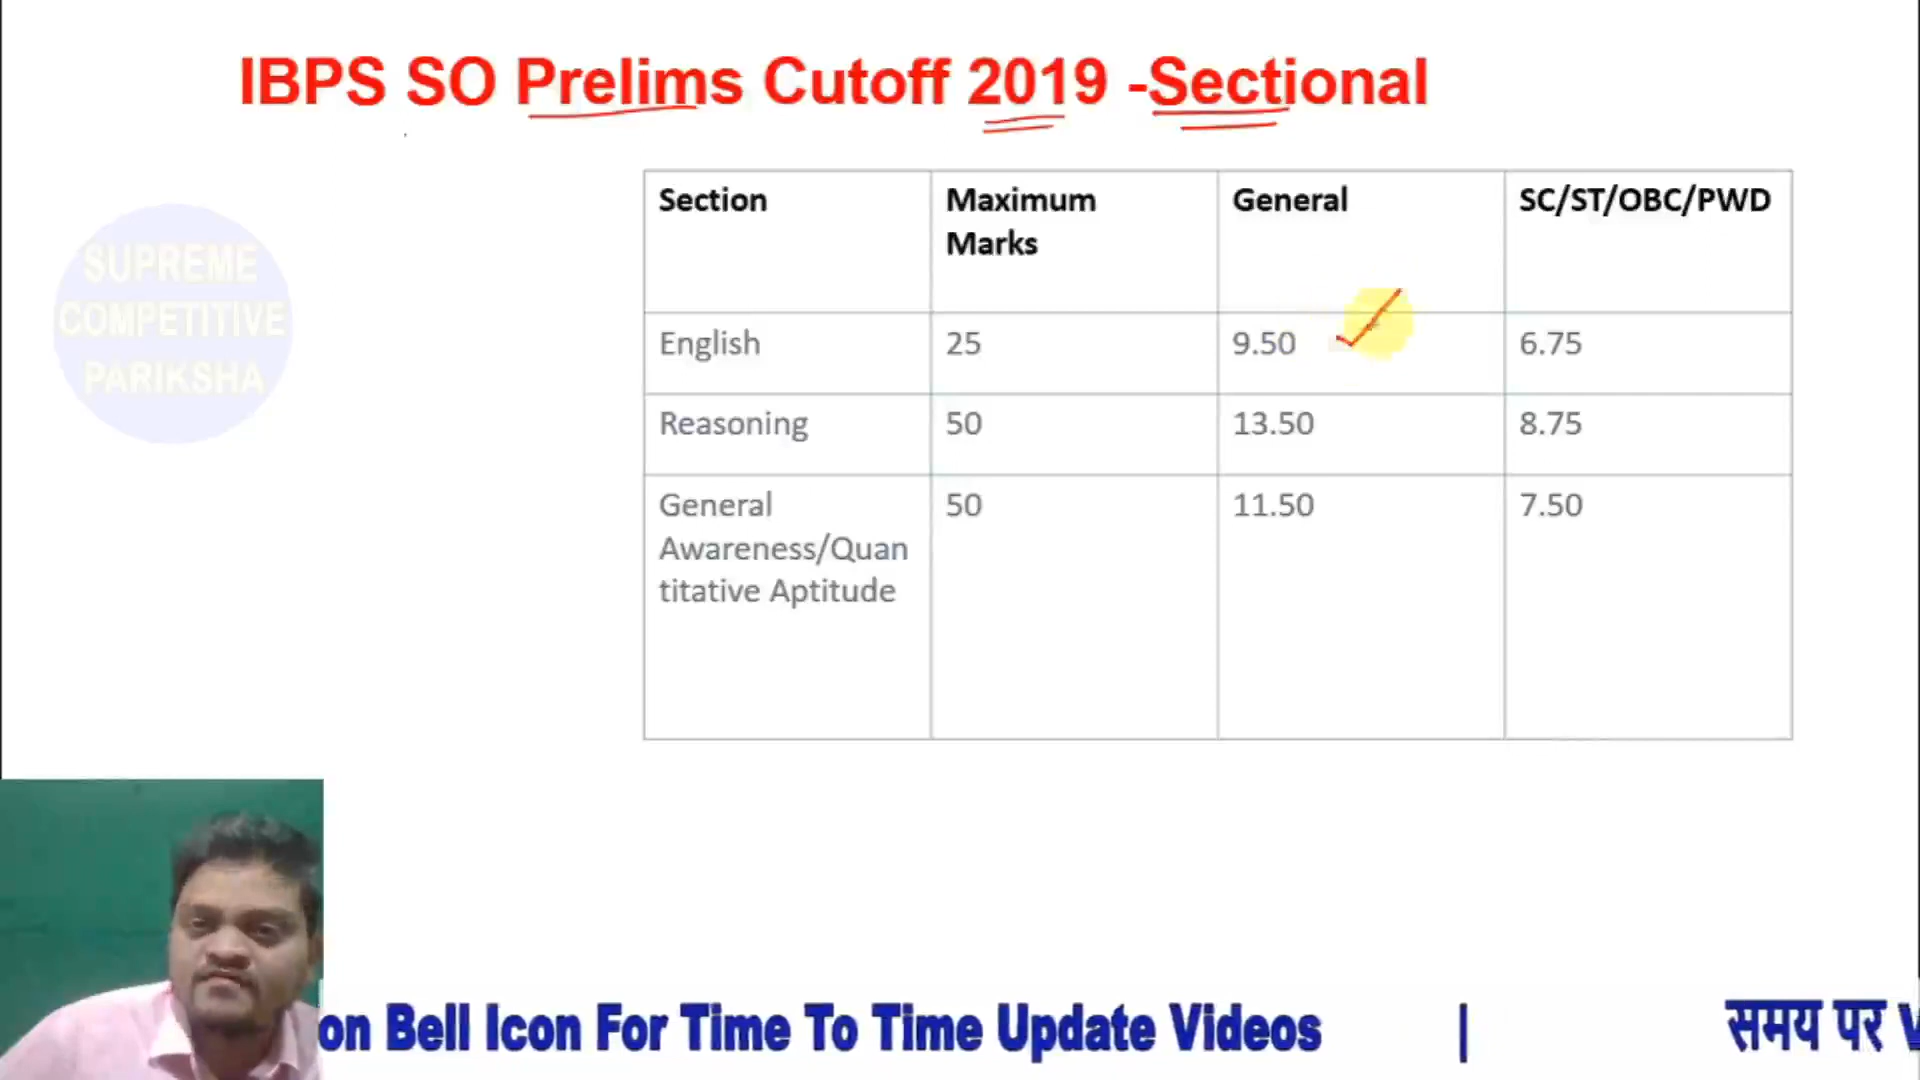 IBPS SO Prelims Cutoff 2019 -Sectional
SUPREME
COMPETITIVE
PARIKSHA
Section Maximum Marks General SC/ST/OBC/PWD
English 25 9.50 6.75
Reasoning 50 13.50 8.75
General 50 11.50 7.50
Awareness/Quan
titative Aptitude
on Bell Icon For Time To Time Update Videos | समय पर